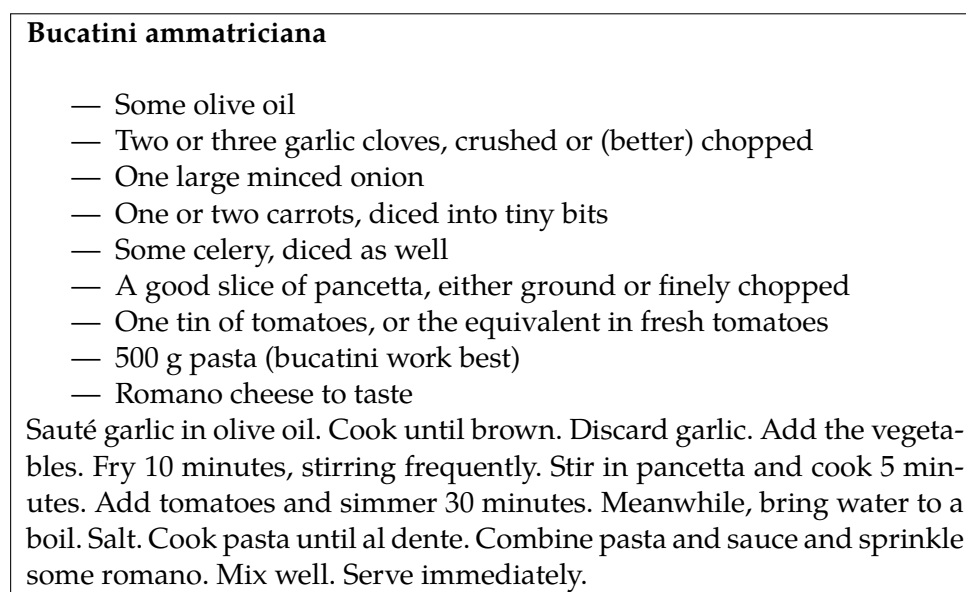 Bucatini ammatriciana
— Some olive oil
— Two or three garlic cloves, crushed or (better) chopped
— One large minced onion
— One or two carrots, diced into tiny bits
— Some celery, diced as well
— A good slice of pancetta, either ground or finely chopped
— One tin of tomatoes, or the equivalent in fresh tomatoes
— 500 g pasta (bucatini work best)
— Romano cheese to taste
Sauté garlic in olive oil. Cook until brown. Discard garlic. Add the vegeta-
bles. Fry 10 minutes, stirring frequently. Stir in pancetta and cook 5 min-
utes. Add tomatoes and simmer 30 minutes. Meanwhile, bring water to a
boil. Salt. Cook pasta until al dente. Combine pasta and sauce and sprinkle
some romano. Mix well. Serve immediately.